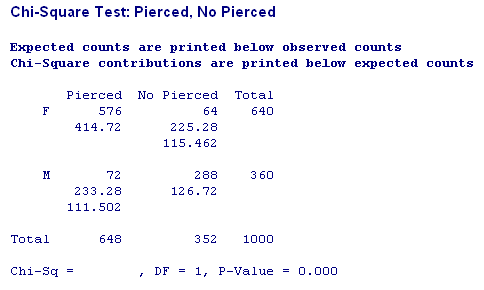 Chi-Square Test: Pierced, No Pierced
Expected counts are printed below observed counts
Chi-Square contributions are printed below expected counts
Pierced No Pierced Total
F 576 64 640
414.72 225.28
115.462
M 72 288 360
233.28 126.72
111.502
Total 648 352 1000
Chi-Sq = , DF = 1, P-Value = 0.000